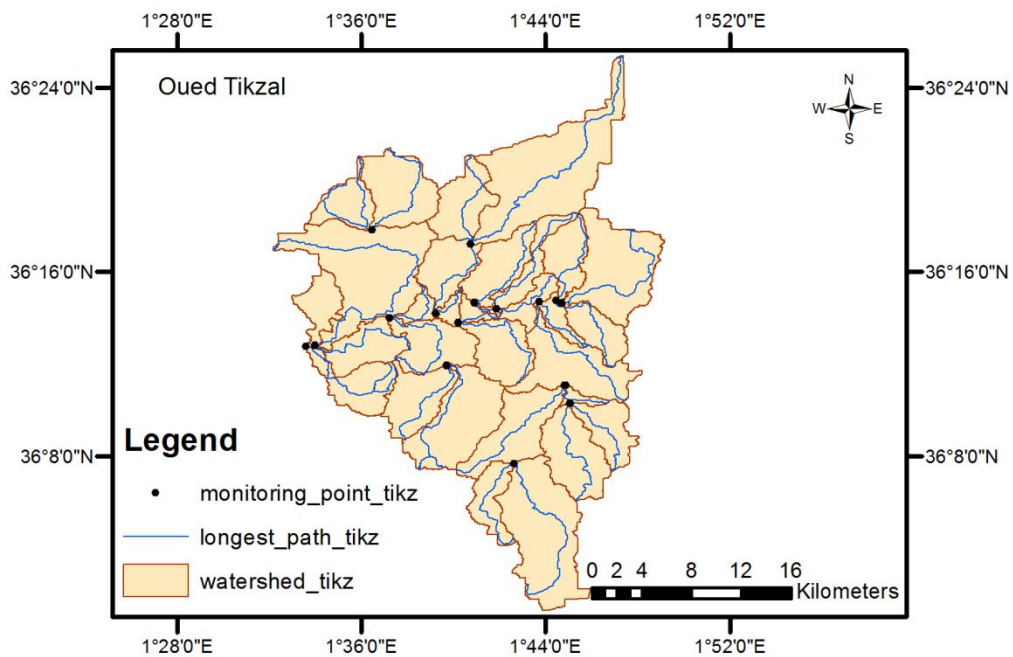 1°28'0"E 1°36'0"E 1°44'0"E 1°52'0"E
36°24'0"N 36°24'0"N
Oued Tikzal
N
W E
S
36°16'0"N 36°16'0"N
36°8'0"N 36°8'0"N
Legend
monitoring_point_tikz
longest_path_tikz
watershed_tikz
0 2 4 8 12 16
Kilometers
1°28'0"E 1°36'0"E 1°44'0"E 1°52'0"E